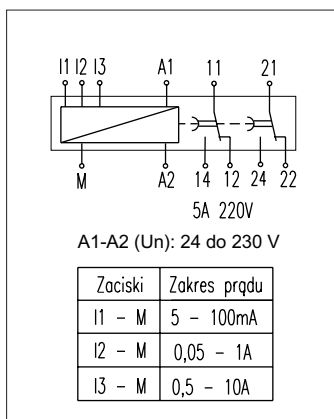 I1 I2 I3 A1 11 21
M A2 14 12 24 22
5A 220V
A1-A2 (Un): 24 do 230 V
Zaciski Zakres prądu
I1 - M 5 - 100mA
I2 - M 0,05 - 1A
I3 - M 0,5 - 10A